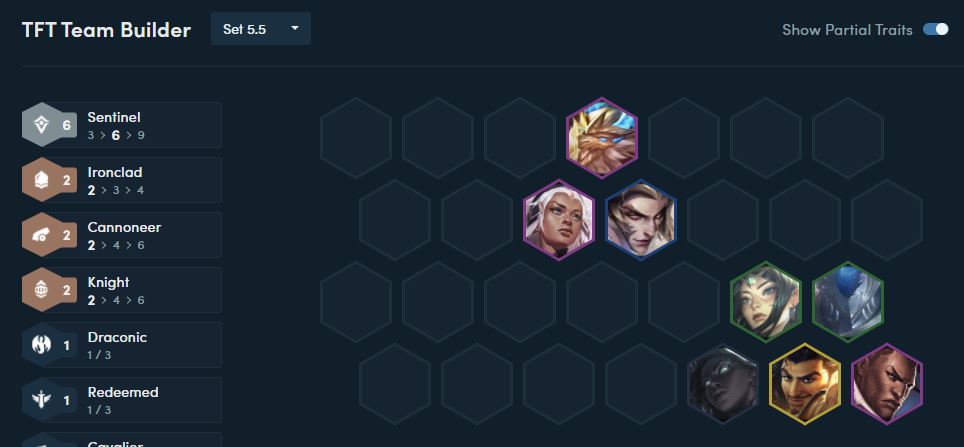 TFT Team Builder
Set 5.5
Show Partial Traits
6 Sentinel
3 > 6 > 9
2 Ironclad
2 > 3 > 4
2 Cannoneer
2 > 4 > 6
2 Knight
2 > 4 > 6
1 Draconic
1 / 3
1 Redeemed
1 / 3
Cavalier